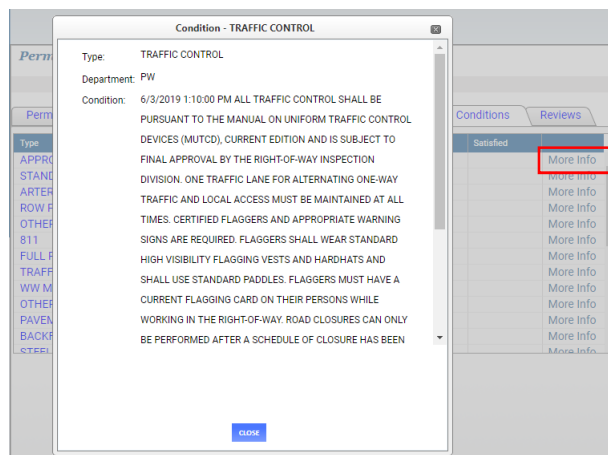 Condition - TRAFFIC CONTROL
Type: TRAFFIC CONTROL
Department: PW
Condition: 6/3/2019 1:10:00 PM ALL TRAFFIC CONTROL SHALL BE
PURSUANT TO THE MANUAL ON UNIFORM TRAFFIC CONTROL
DEVICES (MUTCD), CURRENT EDITION AND IS SUBJECT TO
FINAL APPROVAL BY THE RIGHT-OF-WAY INSPECTION
DIVISION. ONE TRAFFIC LANE FOR ALTERNATING ONE-WAY
TRAFFIC AND LOCAL ACCESS MUST BE MAINTAINED AT ALL
TIMES. CERTIFIED FLAGGERS AND APPROPRIATE WARNING
SIGNS ARE REQUIRED. FLAGGERS SHALL WEAR STANDARD
HIGH VISIBILITY FLAGGING VESTS AND HARDHATS AND
SHALL USE STANDARD PADDLES. FLAGGERS MUST HAVE A
CURRENT FLAGGING CARD ON THEIR PERSONS WHILE
WORKING IN THE RIGHT-OF-WAY. ROAD CLOSURES CAN ONLY
BE PERFORMED AFTER A SCHEDULE OF CLOSURE HAS BEEN
CLOSE
Perm
Perm
Conditions Reviews
Type Satisfied
APPRO More Info
STAND More Info
ARTER More Info
ROW P More Info
OTHER More Info
811 More Info
FULL More Info
TRAFF More Info
WW M More Info
OTHER More Info
PAVEM More Info
BACKF More Info
STEEL More Info